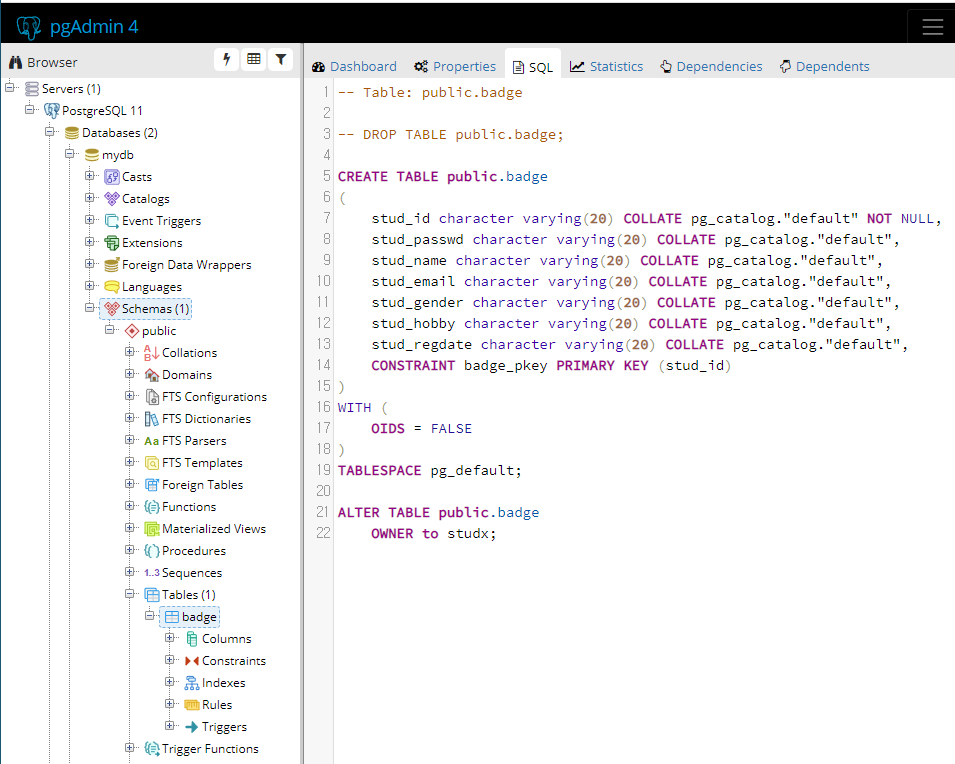 pgAdmin 4
Browser
Dashboard Properties SQL Statistics Dependencies Dependents
Servers (1)
PostgreSQL 11
Databases (2)
mydb
Casts
Catalogs
Event Triggers
Extensions
Foreign Data Wrappers
Languages
Schemas (1)
public
Collations
Domains
FTS Configurations
FTS Dictionaries
Aa FTS Parsers
FTS Templates
Foreign Tables
Functions
Materialized Views
Procedures
1..3 Sequences
Tables (1)
badge
Columns
Constraints
Indexes
Rules
Triggers
Trigger Functions
1 -- Table: public.badge
2
3 -- DROP TABLE public.badge;
4
5 CREATE TABLE public.badge
6 (
7 stud_id character varying(20) COLLATE pg_catalog."default" NOT NULL,
8 stud_passwd character varying(20) COLLATE pg_catalog."default",
9 stud_name character varying(20) COLLATE pg_catalog."default",
10 stud_email character varying(20) COLLATE pg_catalog."default",
11 stud_gender character varying(20) COLLATE pg_catalog."default",
12 stud_hobby character varying(20) COLLATE pg_catalog."default",
13 stud_regdate character varying(20) COLLATE pg_catalog."default",
14 CONSTRAINT badge_pkey PRIMARY KEY (stud_id)
15 )
16 WITH (
17 OIDS = FALSE
18 )
19 TABLESPACE pg_default;
20
21 ALTER TABLE public.badge
22 OWNER to studx;